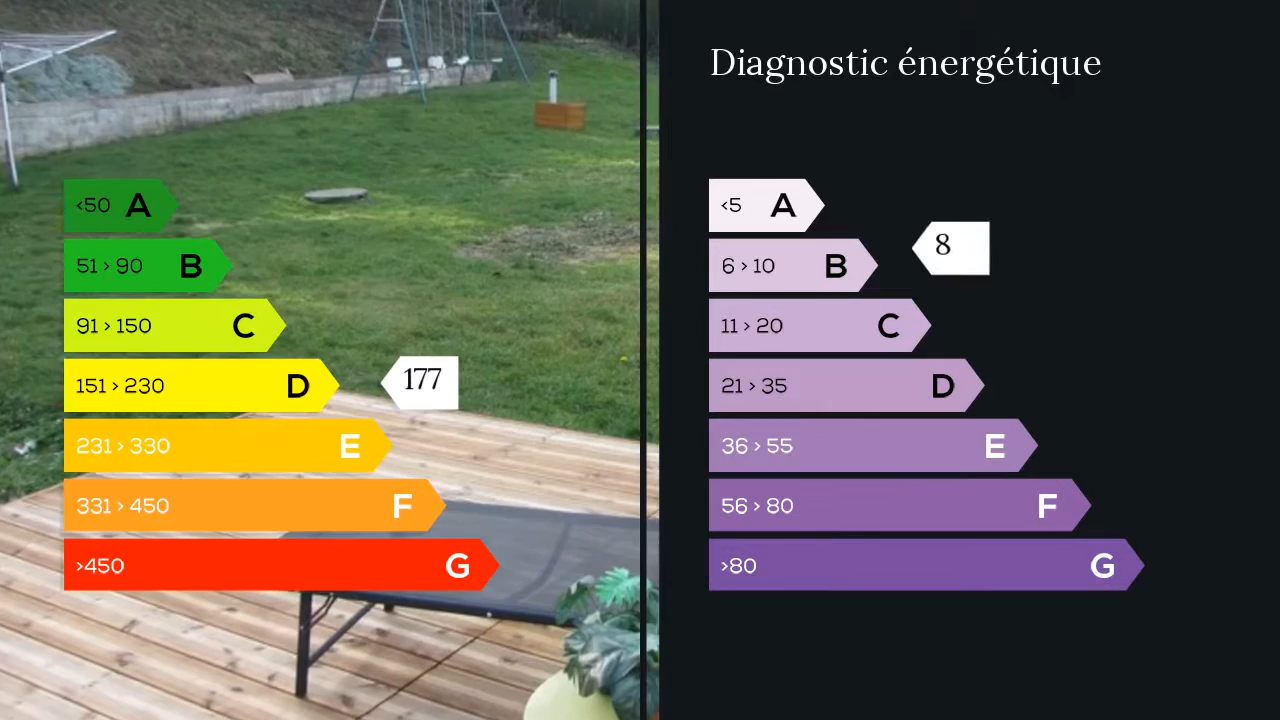 Diagnostic énergétique
<50 A
51 > 90 B
91 > 150 C
151 > 230 D
177
231 > 330 E
331 > 450 F
>450 G
<5 A
8
6 > 10 B
11 > 20 C
21 > 35 D
36 > 55 E
56 > 80 F
>80 G